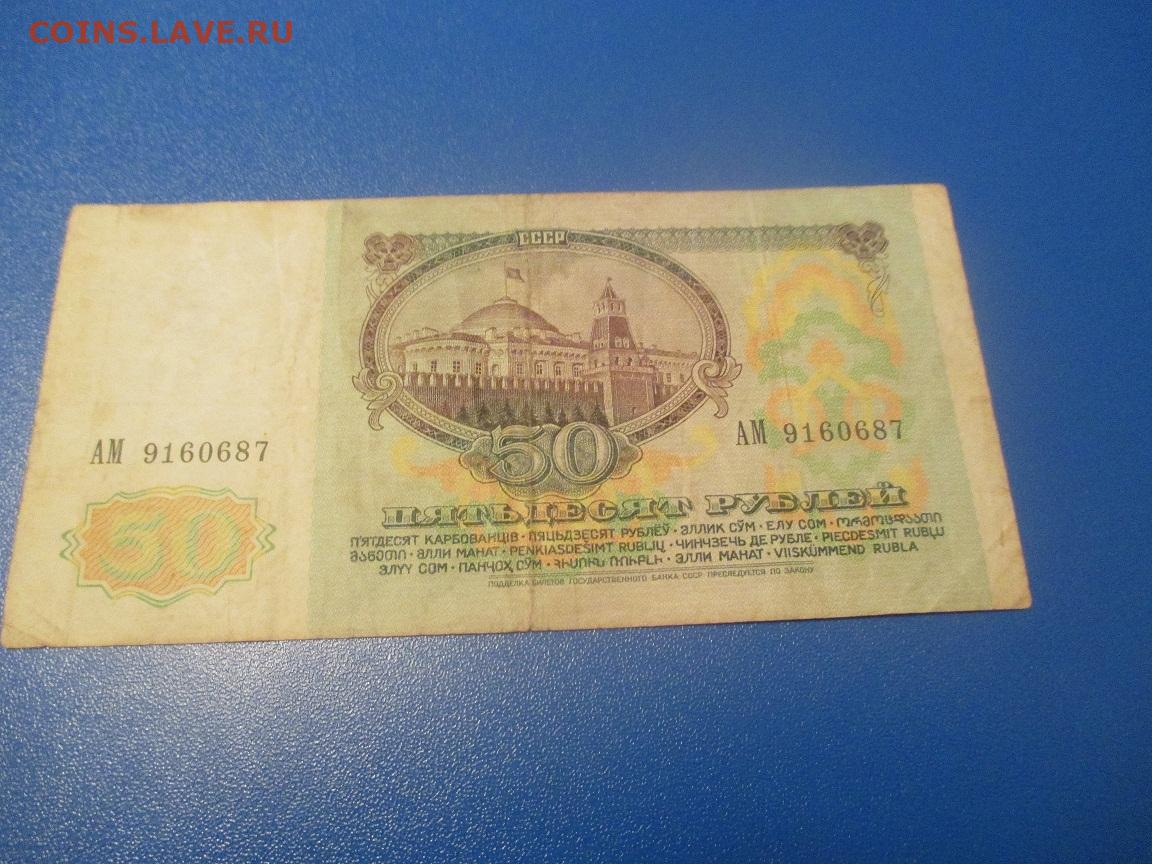 COINS.LAVE.RU
СССР
АМ 9160687
АМ 9160687
50
50
ПЯТЬДЕСЯТ РУБЛЕЙ
П'ЯТДЕСЯТ КАРБОВАНЦІВ · ПЯЦЬДЗЕСЯТ РУБЛЁЎ · ЭЛЛИК СЎМ · ЕЛУ СОМ · ორმოცდაათი
მანეთი · ӘЛЛИ МАНАТ · PENKIASDEŠIMT RUBLIŲ · ЧИНЧЗЕЧЬ ДЕ РУБЛЕ · PIECDESMIT RUBĻU
ЭЛҮҮ СОМ · ПАНҶОҲ СЎМ · ՀԻՍՈՒՆ ՌՈՒԲԼԻ · ЭЛЛИ МАНАТ · VIISKÜMMEND RUBLA
ПОДДЕЛКА БИЛЕТОВ ГОСУДАРСТВЕННОГО БАНКА СССР ПРЕСЛЕДУЕТСЯ ПО ЗАКОНУ